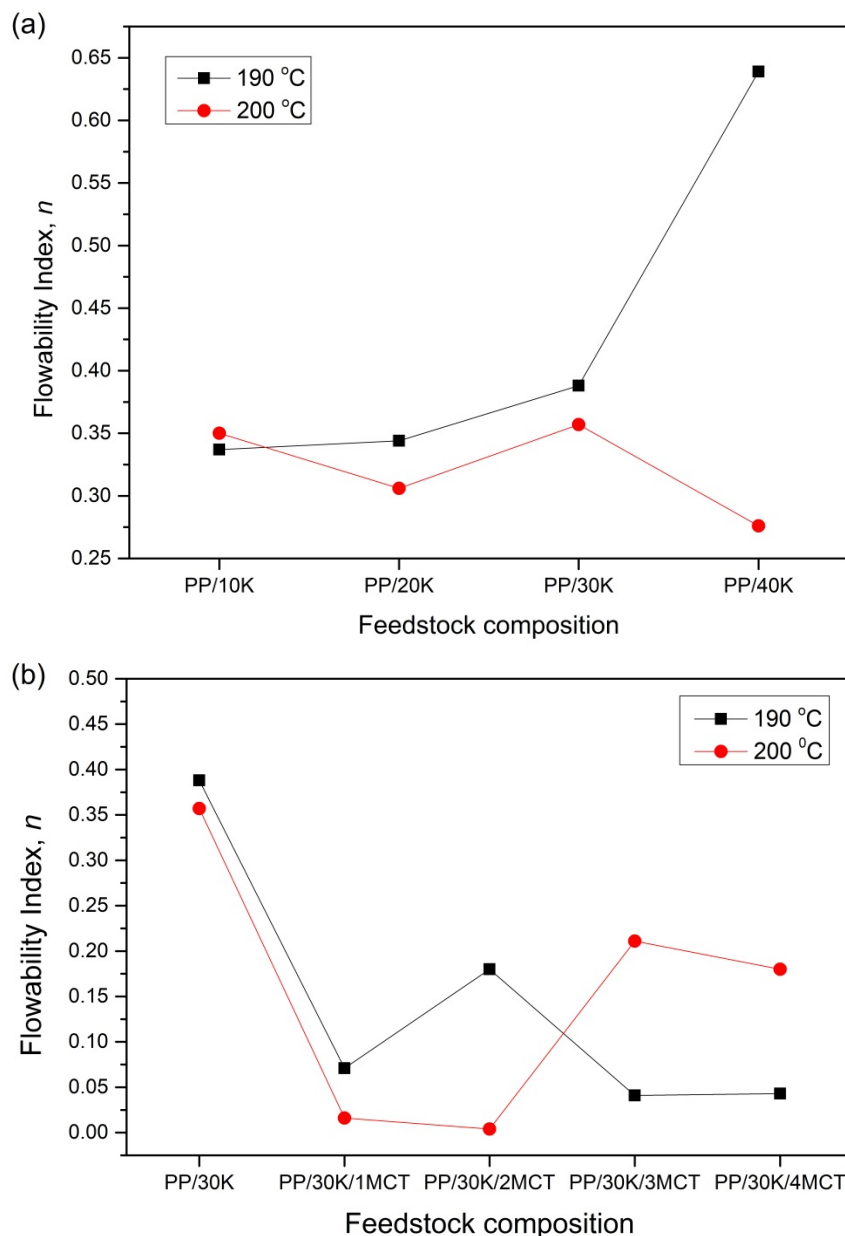 (a)
190 °C
200 °C
0.65
0.60
0.55
0.50
0.45
0.40
0.35
0.30
0.25
Flowability Index, n
PP/10K PP/20K PP/30K PP/40K
Feedstock composition
(b)
190 °C
200 ⁰C
0.50
0.45
0.40
0.35
0.30
0.25
0.20
0.15
0.10
0.05
0.00
Flowability Index, n
PP/30K PP/30K/1MCT PP/30K/2MCT PP/30K/3MCT PP/30K/4MCT
Feedstock composition